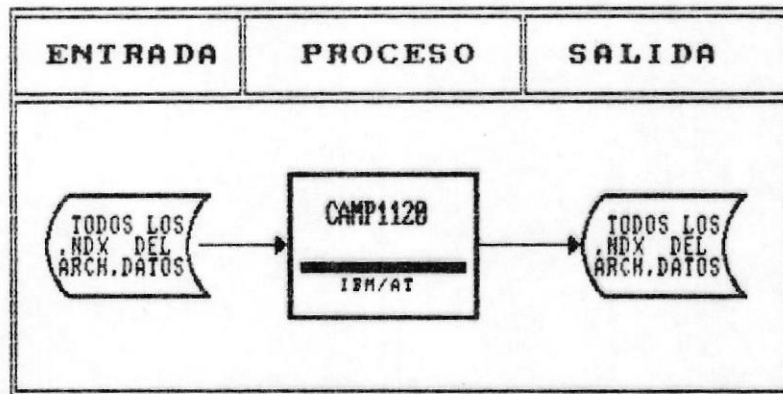 ENTRADA PROCESO SALIDA
TODOS LOS
.NDX DEL
ARCH.DATOS
CAMP1120
IBM/AT
TODOS LOS
.NDX DEL
ARCH.DATOS